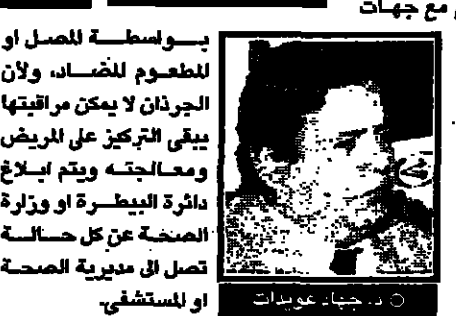 مع جهات
بواسطة المصل او
المطعوم المضاد، ولأن
الجرذان لا يمكن مراقبتها
يبقى التركيز على المريض
ومعالجته ويتم ابلاغ
دائرة البيطرة او وزارة
الصحة عن كل حالة
تصل الى مديرية الصحة
او المستشفى.
د. جهاد عويدات